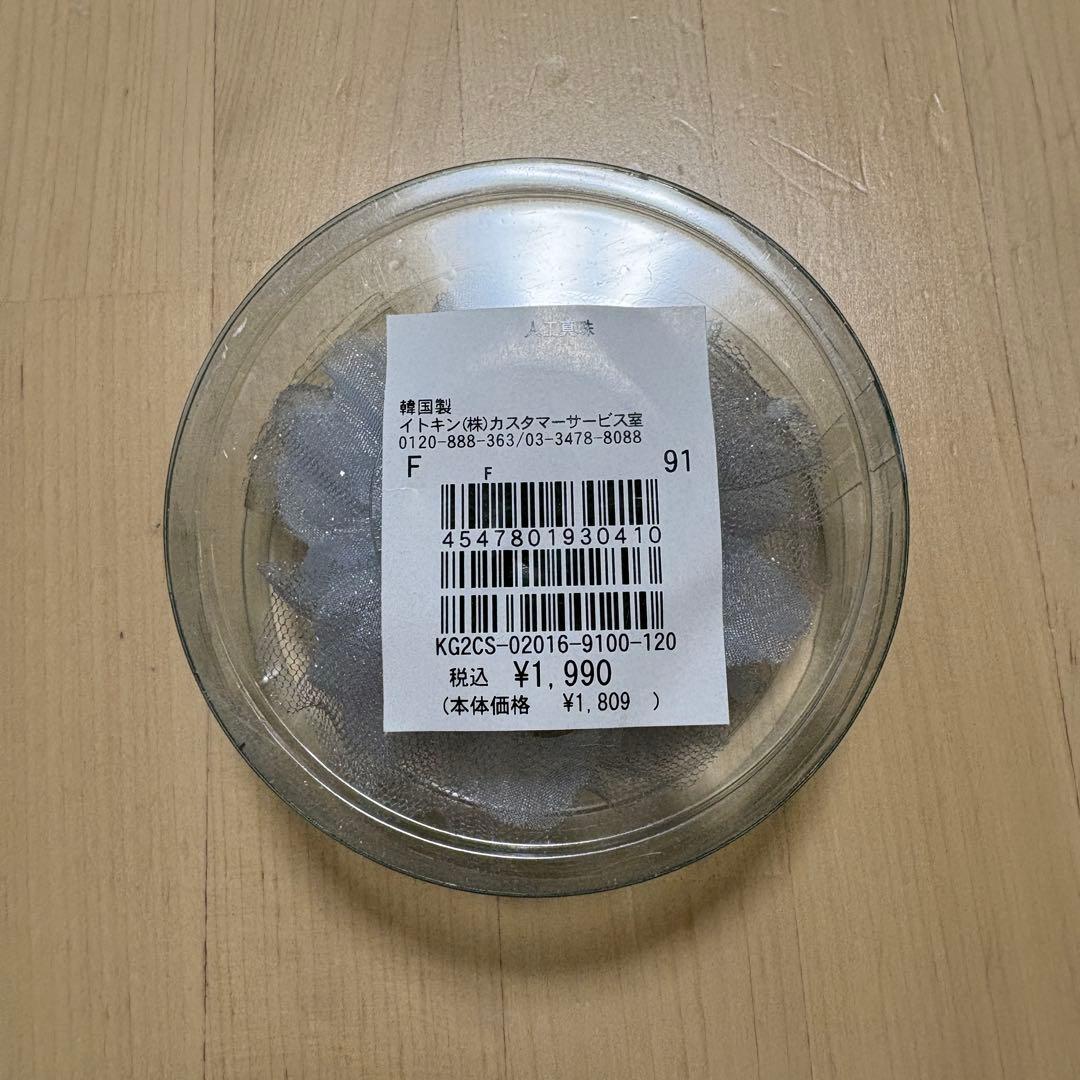 人工真珠
韓国製
イトキン(株)カスタマーサービス室
0120-888-363/03-3478-8088
F F 91
4547801930410
KG2CS-02016-9100-120
税込 ¥1,990
(本体価格 ¥1,809 )